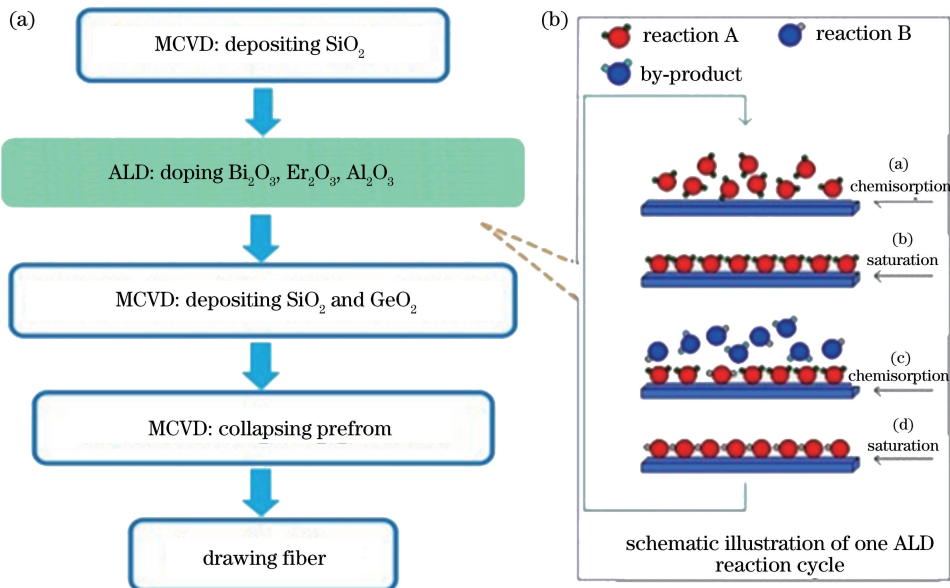 (a)
MCVD: depositing SiO₂
ALD: doping Bi₂O₃, Er₂O₃, Al₂O₃
MCVD: depositing SiO₂ and GeO₂
MCVD: collapsing prefrom
drawing fiber
(b)
reaction A
reaction B
by-product
(a)
chemisorption
(b)
saturation
(c)
chemisorption
(d)
saturation
schematic illustration of one ALD
reaction cycle